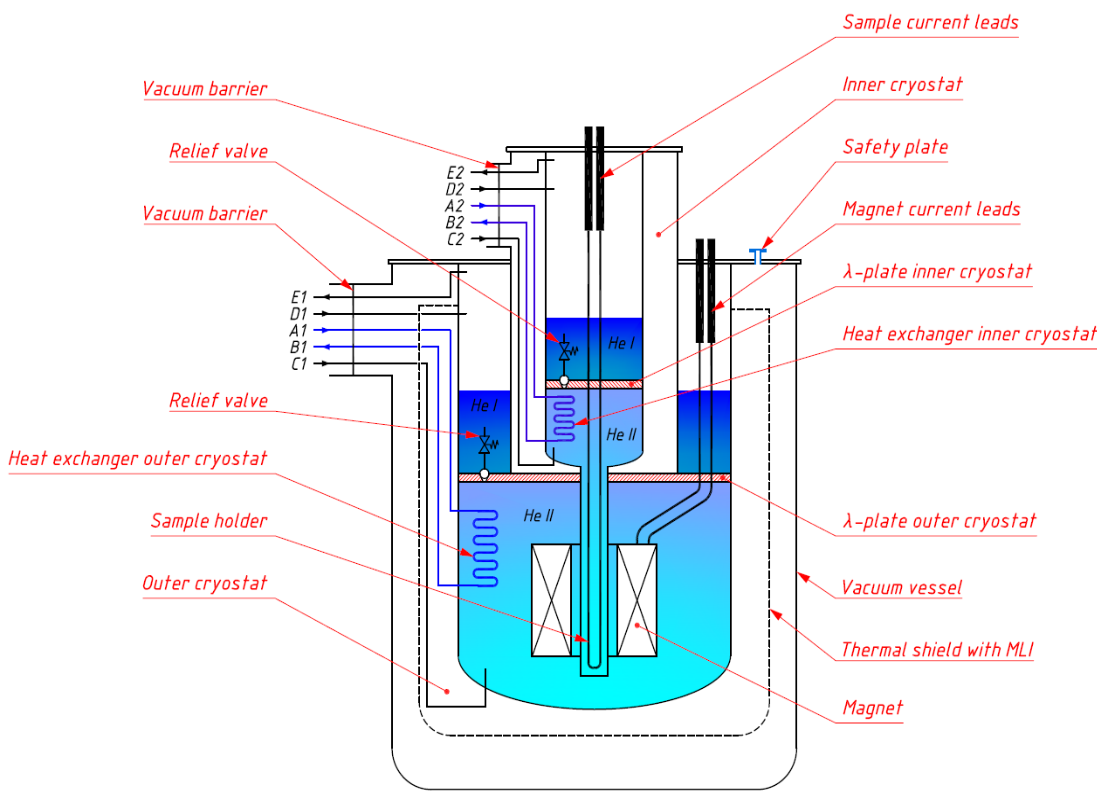 Sample current leads
Vacuum barrier
Inner cryostat
Relief valve
Safety plate
E2
D2
Vacuum barrier
A2
Magnet current leads
B2
C2
λ-plate inner cryostat
E1
D1
A1
Heat exchanger inner cryostat
He I
B1
C1
Relief valve
He I
He II
Heat exchanger outer cryostat
He II
Sample holder
λ-plate outer cryostat
Outer cryostat
Vacuum vessel
Thermal shield with MLI
Magnet